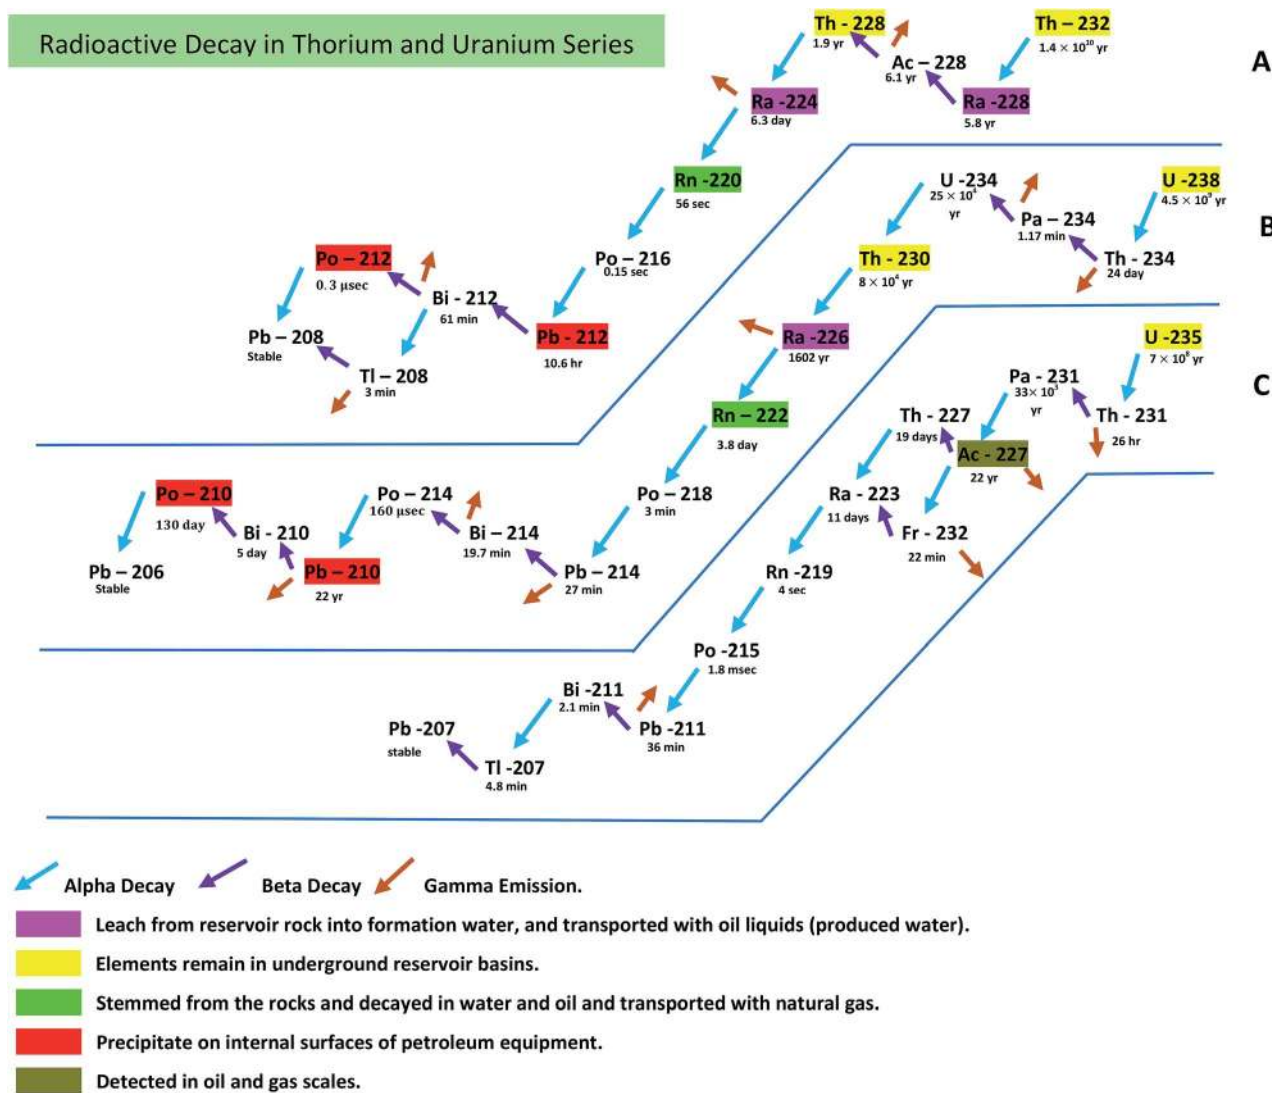 Radioactive Decay in Thorium and Uranium Series
Th - 228
1.9 yr
Th – 232
1.4 × 10¹⁰ yr
A
Ac – 228
6.1 yr
Ra -224
6.3 day
Ra -228
5.8 yr
Rn -220
56 sec
Po – 216
0.15 sec
Po – 212
0.3 µsec
Bi - 212
61 min
Pb - 212
10.6 hr
Pb – 208
Stable
Tl – 208
3 min
U -234
25 × 10⁴
yr
U -238
4.5 × 10⁹ yr
B
Pa – 234
1.17 min
Th - 234
24 day
Th - 230
8 × 10⁴ yr
Ra -226
1602 yr
Rn – 222
3.8 day
Po – 218
3 min
Po – 210
130 day
Po – 214
160 µsec
Bi - 210
5 day
Bi – 214
19.7 min
Pb – 206
Stable
Pb – 210
22 yr
Pb – 214
27 min
U -235
7 × 10⁸ yr
C
Pa - 231
33× 10³
yr
Th - 227
19 days
Th – 231
26 hr
Ac - 227
22 yr
Ra - 223
11 days
Fr - 232
22 min
Rn -219
4 sec
Po -215
1.8 msec
Bi -211
2.1 min
Pb -207
stable
Pb -211
36 min
Tl -207
4.8 min
Alpha Decay
Beta Decay
Gamma Emission.
Leach from reservoir rock into formation water, and transported with oil liquids (produced water).
Elements remain in underground reservoir basins.
Stemmed from the rocks and decayed in water and oil and transported with natural gas.
Precipitate on internal surfaces of petroleum equipment.
Detected in oil and gas scales.